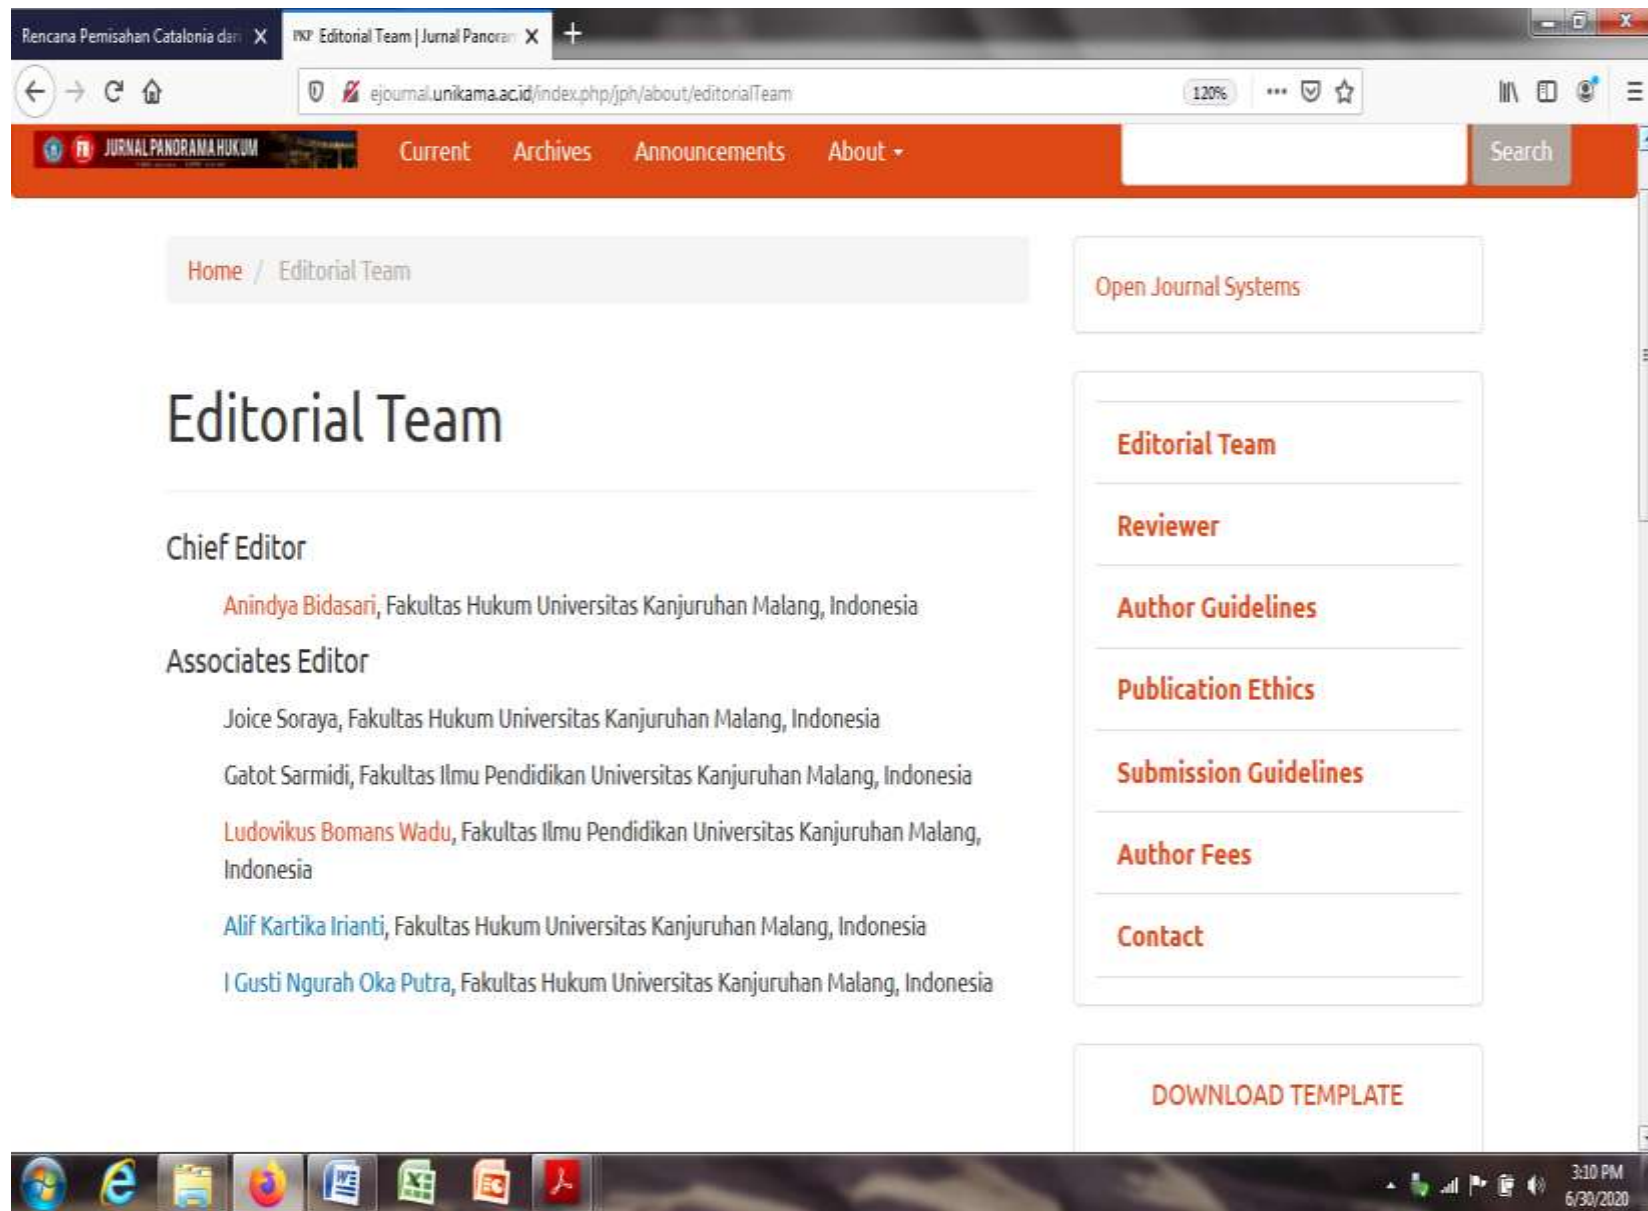 Rencana Pemisahan Catalonia dari
PKP Editorial Team | Jurnal Panoram
ejournal.unikama.ac.id/index.php/jph/about/editorialTeam
120%
JURNAL PANORAMA HUKUM
Current Archives Announcements About
Search
Home / Editorial Team
Open Journal Systems
Editorial Team
Chief Editor
Anindya Bidasari, Fakultas Hukum Universitas Kanjuruhan Malang, Indonesia
Associates Editor
Joice Soraya, Fakultas Hukum Universitas Kanjuruhan Malang, Indonesia
Gatot Sarmidi, Fakultas Ilmu Pendidikan Universitas Kanjuruhan Malang, Indonesia
Ludovikus Bomans Wadu, Fakultas Ilmu Pendidikan Universitas Kanjuruhan Malang,
Indonesia
Alif Kartika Irianti, Fakultas Hukum Universitas Kanjuruhan Malang, Indonesia
I Gusti Ngurah Oka Putra, Fakultas Hukum Universitas Kanjuruhan Malang, Indonesia
Editorial Team
Reviewer
Author Guidelines
Publication Ethics
Submission Guidelines
Author Fees
Contact
DOWNLOAD TEMPLATE
3:10 PM
6/30/2020